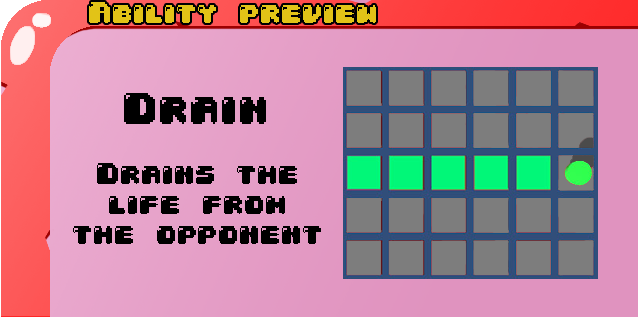 Ability preview
Drain
Drains the
life from
the opponent